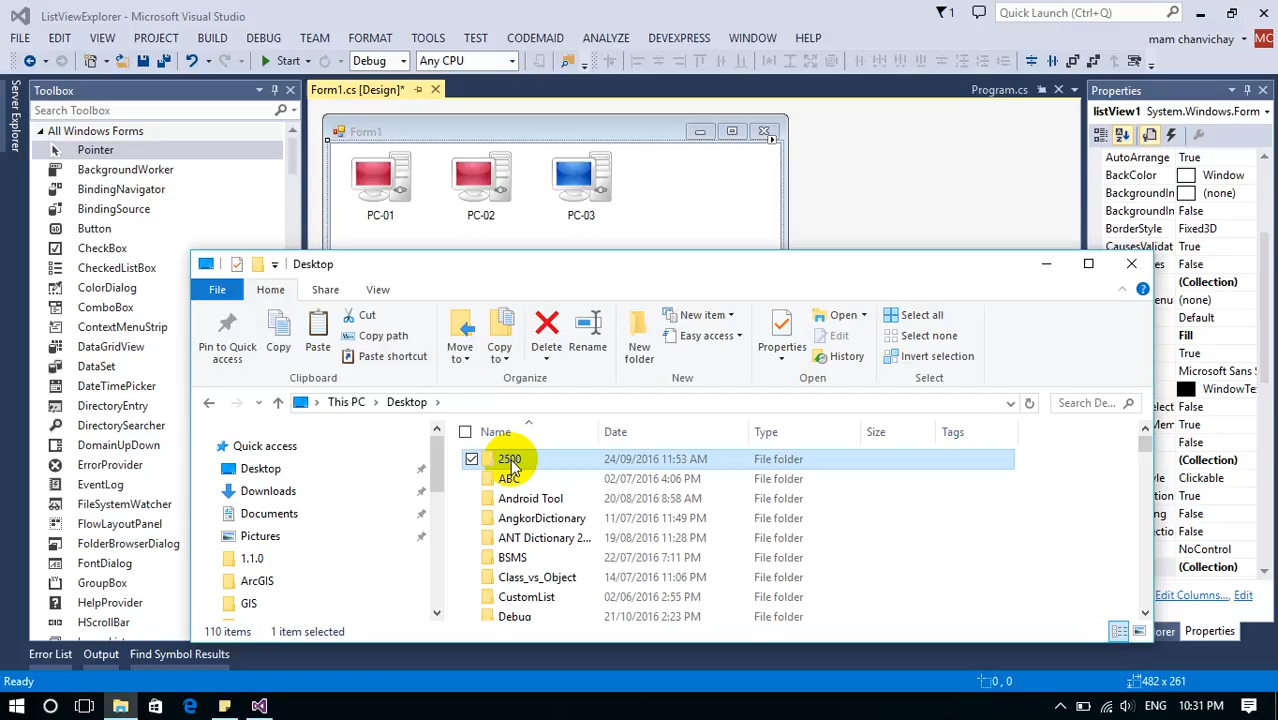 ListViewExplorer - Microsoft Visual Studio
1
Quick Launch (Ctrl+Q)
FILE EDIT VIEW PROJECT BUILD DEBUG TEAM FORMAT TOOLS TEST CODEMAID ANALYZE DEVEXPRESS WINDOW HELP
mam chanvichay
MC
Start
Debug
Any CPU
Server Explorer
Toolbox
Search Toolbox
All Windows Forms
Pointer
BackgroundWorker
BindingNavigator
BindingSource
Button
CheckBox
CheckedListBox
ColorDialog
ComboBox
ContextMenuStrip
DataGridView
DataSet
DateTimePicker
DirectoryEntry
DirectorySearcher
DomainUpDown
ErrorProvider
EventLog
FileSystemWatcher
FlowLayoutPanel
FolderBrowserDialog
FontDialog
GroupBox
HelpProvider
HScrollBar
Form1.cs [Design]*
Program.cs
Form1
PC-01
PC-02
PC-03
Properties
listView1 System.Windows.Form
AutoArrange True
BackColor Window
BackgroundIn (none)
BackgroundIn False
BorderStyle Fixed3D
CausesValidat True
False
(Collection)
(none)
Default
Fill
True
Microsoft Sans S
WindowTex
False
False
False
True
True
NoControl
(Collection)
Edit Columns..., Edit
Properties
Desktop
File
Home
Share
View
Pin to Quick access
Copy
Paste
Cut
Copy path
Paste shortcut
Clipboard
Move to
Copy to
Delete
Rename
Organize
New folder
New item
Easy access
New
Properties
Open
Edit
History
Open
Select all
Select none
Invert selection
Select
This PC
Desktop
Search De...
Quick access
Desktop
Downloads
Documents
Pictures
1.1.0
ArcGIS
GIS
Name Date Type Size Tags
2500 24/09/2016 11:53 AM File folder
ABC 02/07/2016 4:06 PM File folder
Android Tool 20/08/2016 8:58 AM File folder
AngkorDictionary 11/07/2016 11:49 PM File folder
ANT Dictionary 2... 19/08/2016 11:28 PM File folder
BSMS 22/07/2016 7:11 PM File folder
Class_vs_Object 14/07/2016 11:06 PM File folder
CustomList 02/06/2016 2:55 PM File folder
Debug 21/10/2016 2:23 PM File folder
110 items 1 item selected
Error List Output Find Symbol Results
Ready
0 , 0
482 x 261
ENG
10:31 PM